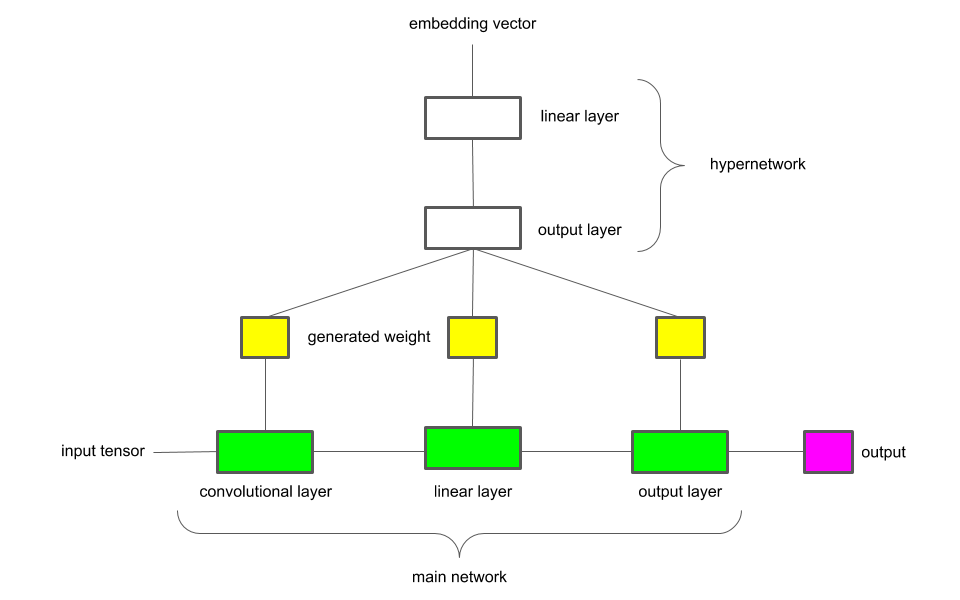 embedding vector
linear layer
hypernetwork
output layer
generated weight
input tensor
output
convolutional layer
linear layer
output layer
main network